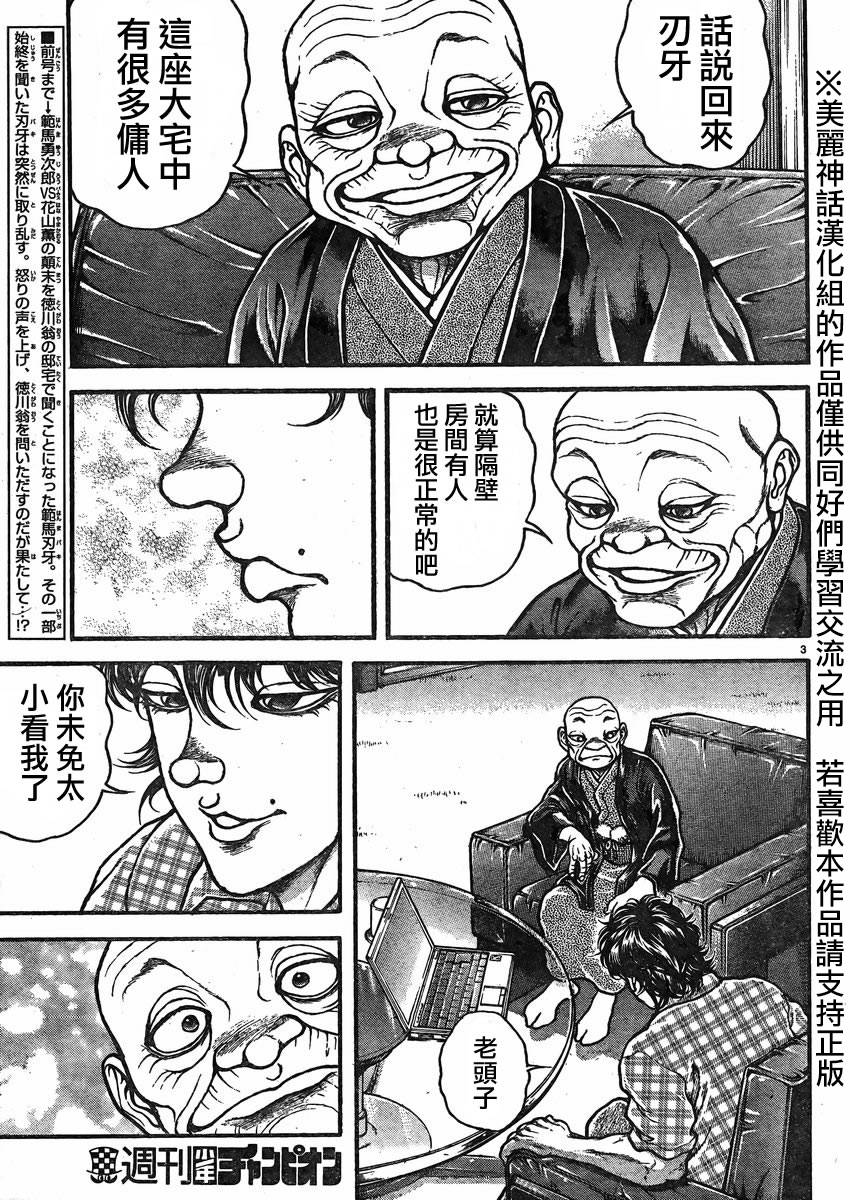 話說回來
刃牙
這座大宅中
有很多傭人
■前号まで→範馬勇次郎VS花山薫の顛末を徳川翁の邸宅で聞くことになった範馬刃牙。その一部
始終を聞いた刃牙は突然に取り乱す。怒りの声を上げ、徳川翁を問いただすのだが果たして…!?
就算隔壁
房間有人
也是很正常的吧
3
老頭子
你未免太
小看我了
週刊少年チャンピオン
※美麗神話漢化組的作品僅供同好們學習交流之用 若喜歡本作品請支持正版